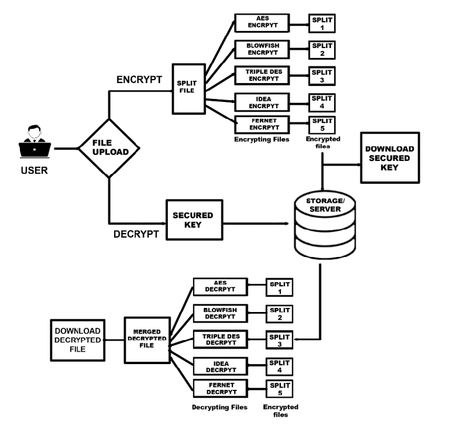 AES
ENCRPYT
SPLIT
1
BLOWFISH
ENCRPYT
SPLIT
2
ENCRYPT
SPLIT
FILE
TRIPLE DES
ENCRPYT
SPLIT
3
IDEA
ENCRPYT
SPLIT
4
FERNET
ENCRPYT
SPLIT
5
Encrypting Files
Encrypted
files
FILE
UPLOAD
USER
DOWNLOAD
SECURED
KEY
DECRYPT
SECURED
KEY
STORAGE/
SERVER
AES
DECRPYT
SPLIT
1
BLOWFISH
DECRPYT
SPLIT
2
DOWNLOAD
DECRYPTED
FILE
MERGED
DECRYPTED
FILE
TRIPLE DES
DECRPYT
SPLIT
3
IDEA
DECRPYT
SPLIT
4
FERNET
DECRPYT
SPLIT
5
Decrypting Files
Encrypted
files